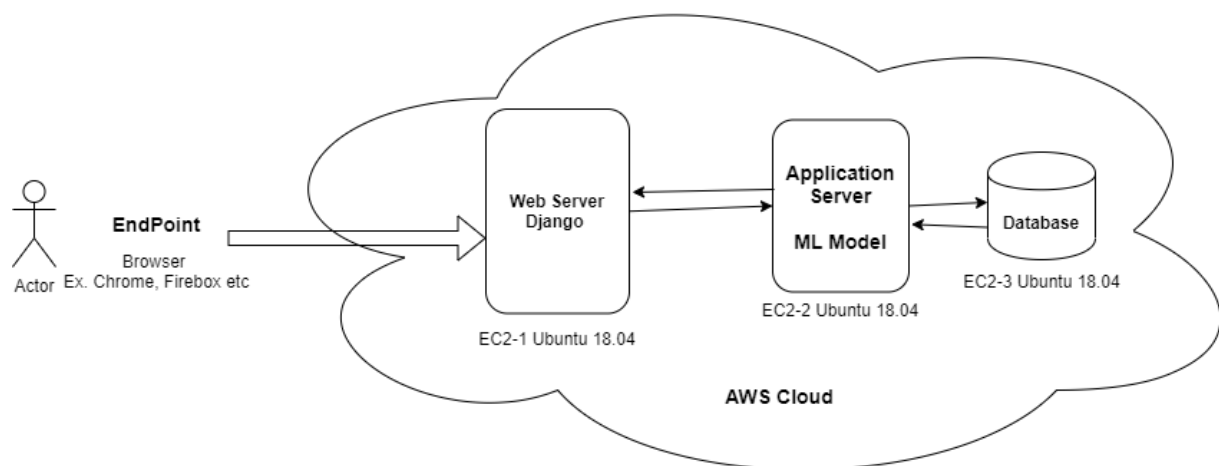 Actor
EndPoint
Browser
Ex. Chrome, Firebox etc
Web Server
Django
EC2-1 Ubuntu 18.04
Application
Server
ML Model
EC2-2 Ubuntu 18.04
Database
EC2-3 Ubuntu 18.04
AWS Cloud